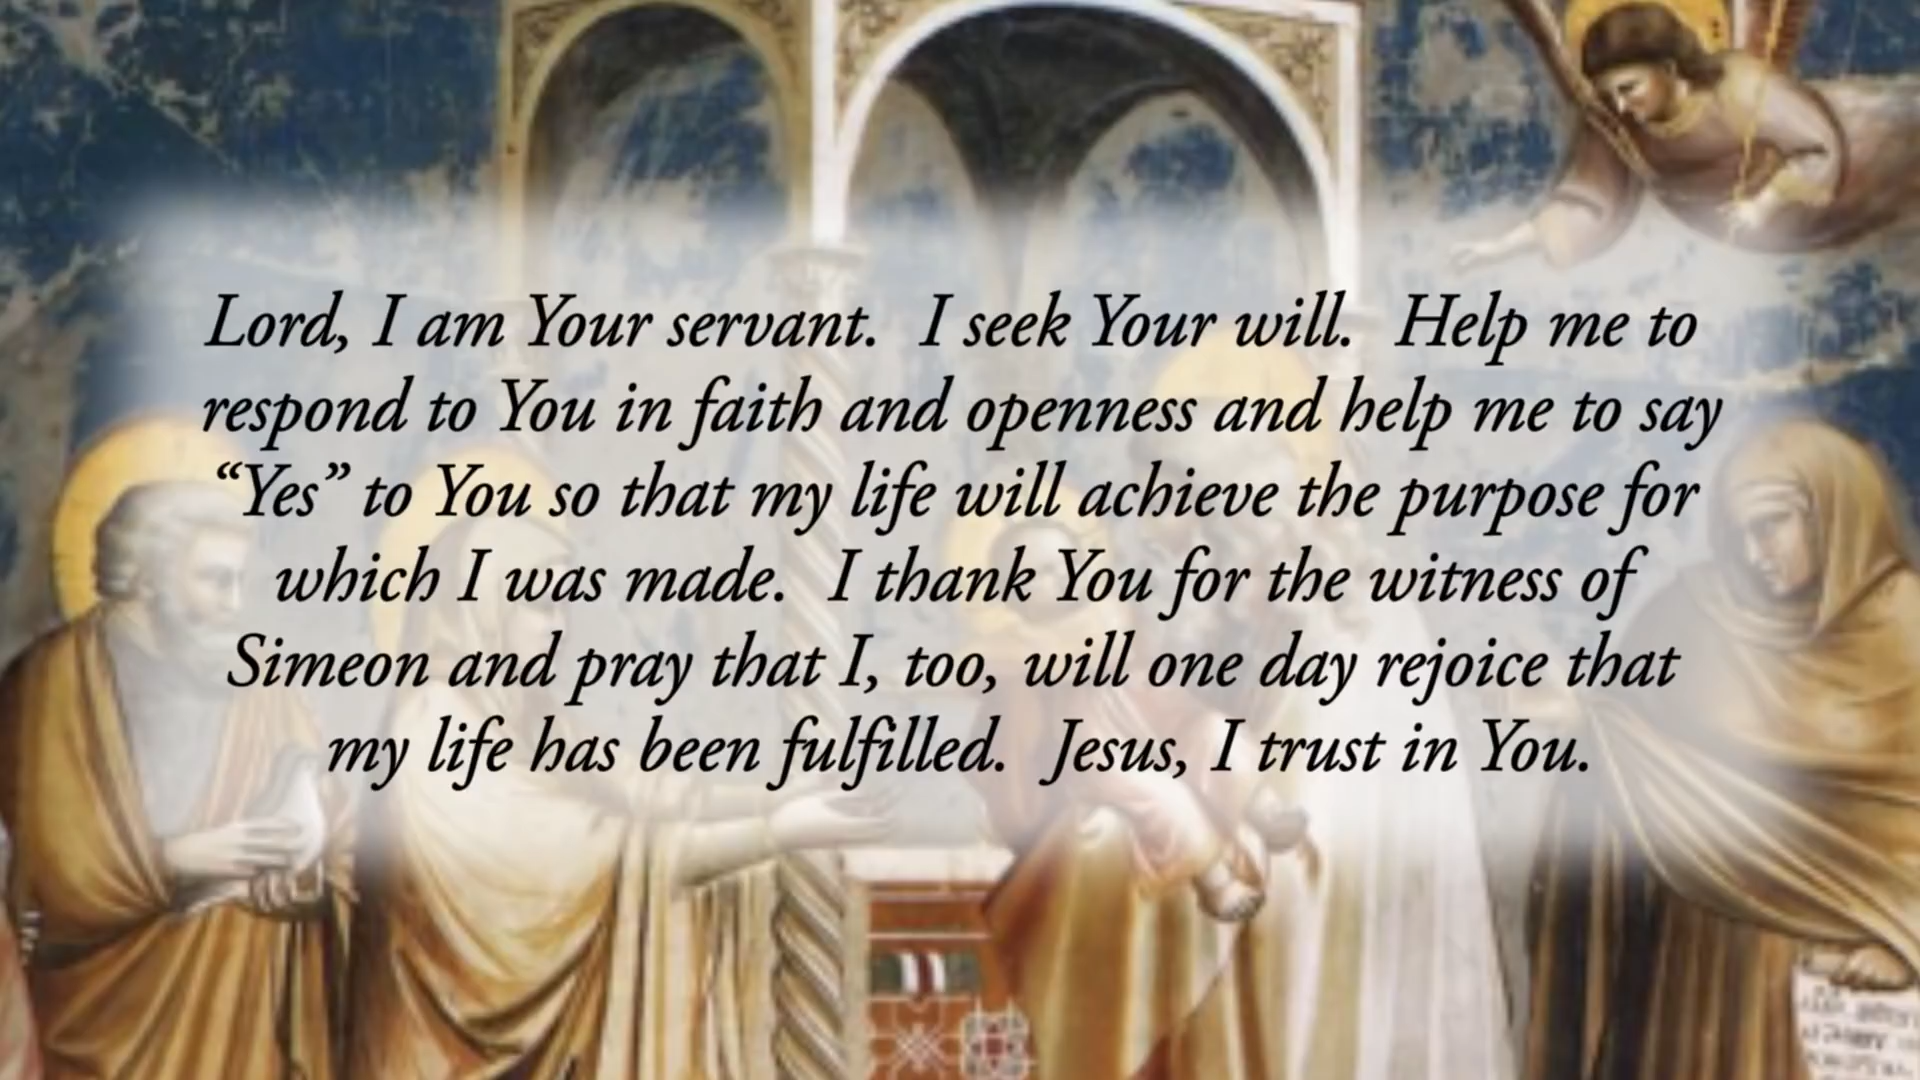 Lord, I am Your servant.  I seek Your will.  Help me to
respond to You in faith and openness and help me to say
“Yes” to You so that my life will achieve the purpose for
which I was made.  I thank You for the witness of
Simeon and pray that I, too, will one day rejoice that
my life has been fulfilled.  Jesus, I trust in You.